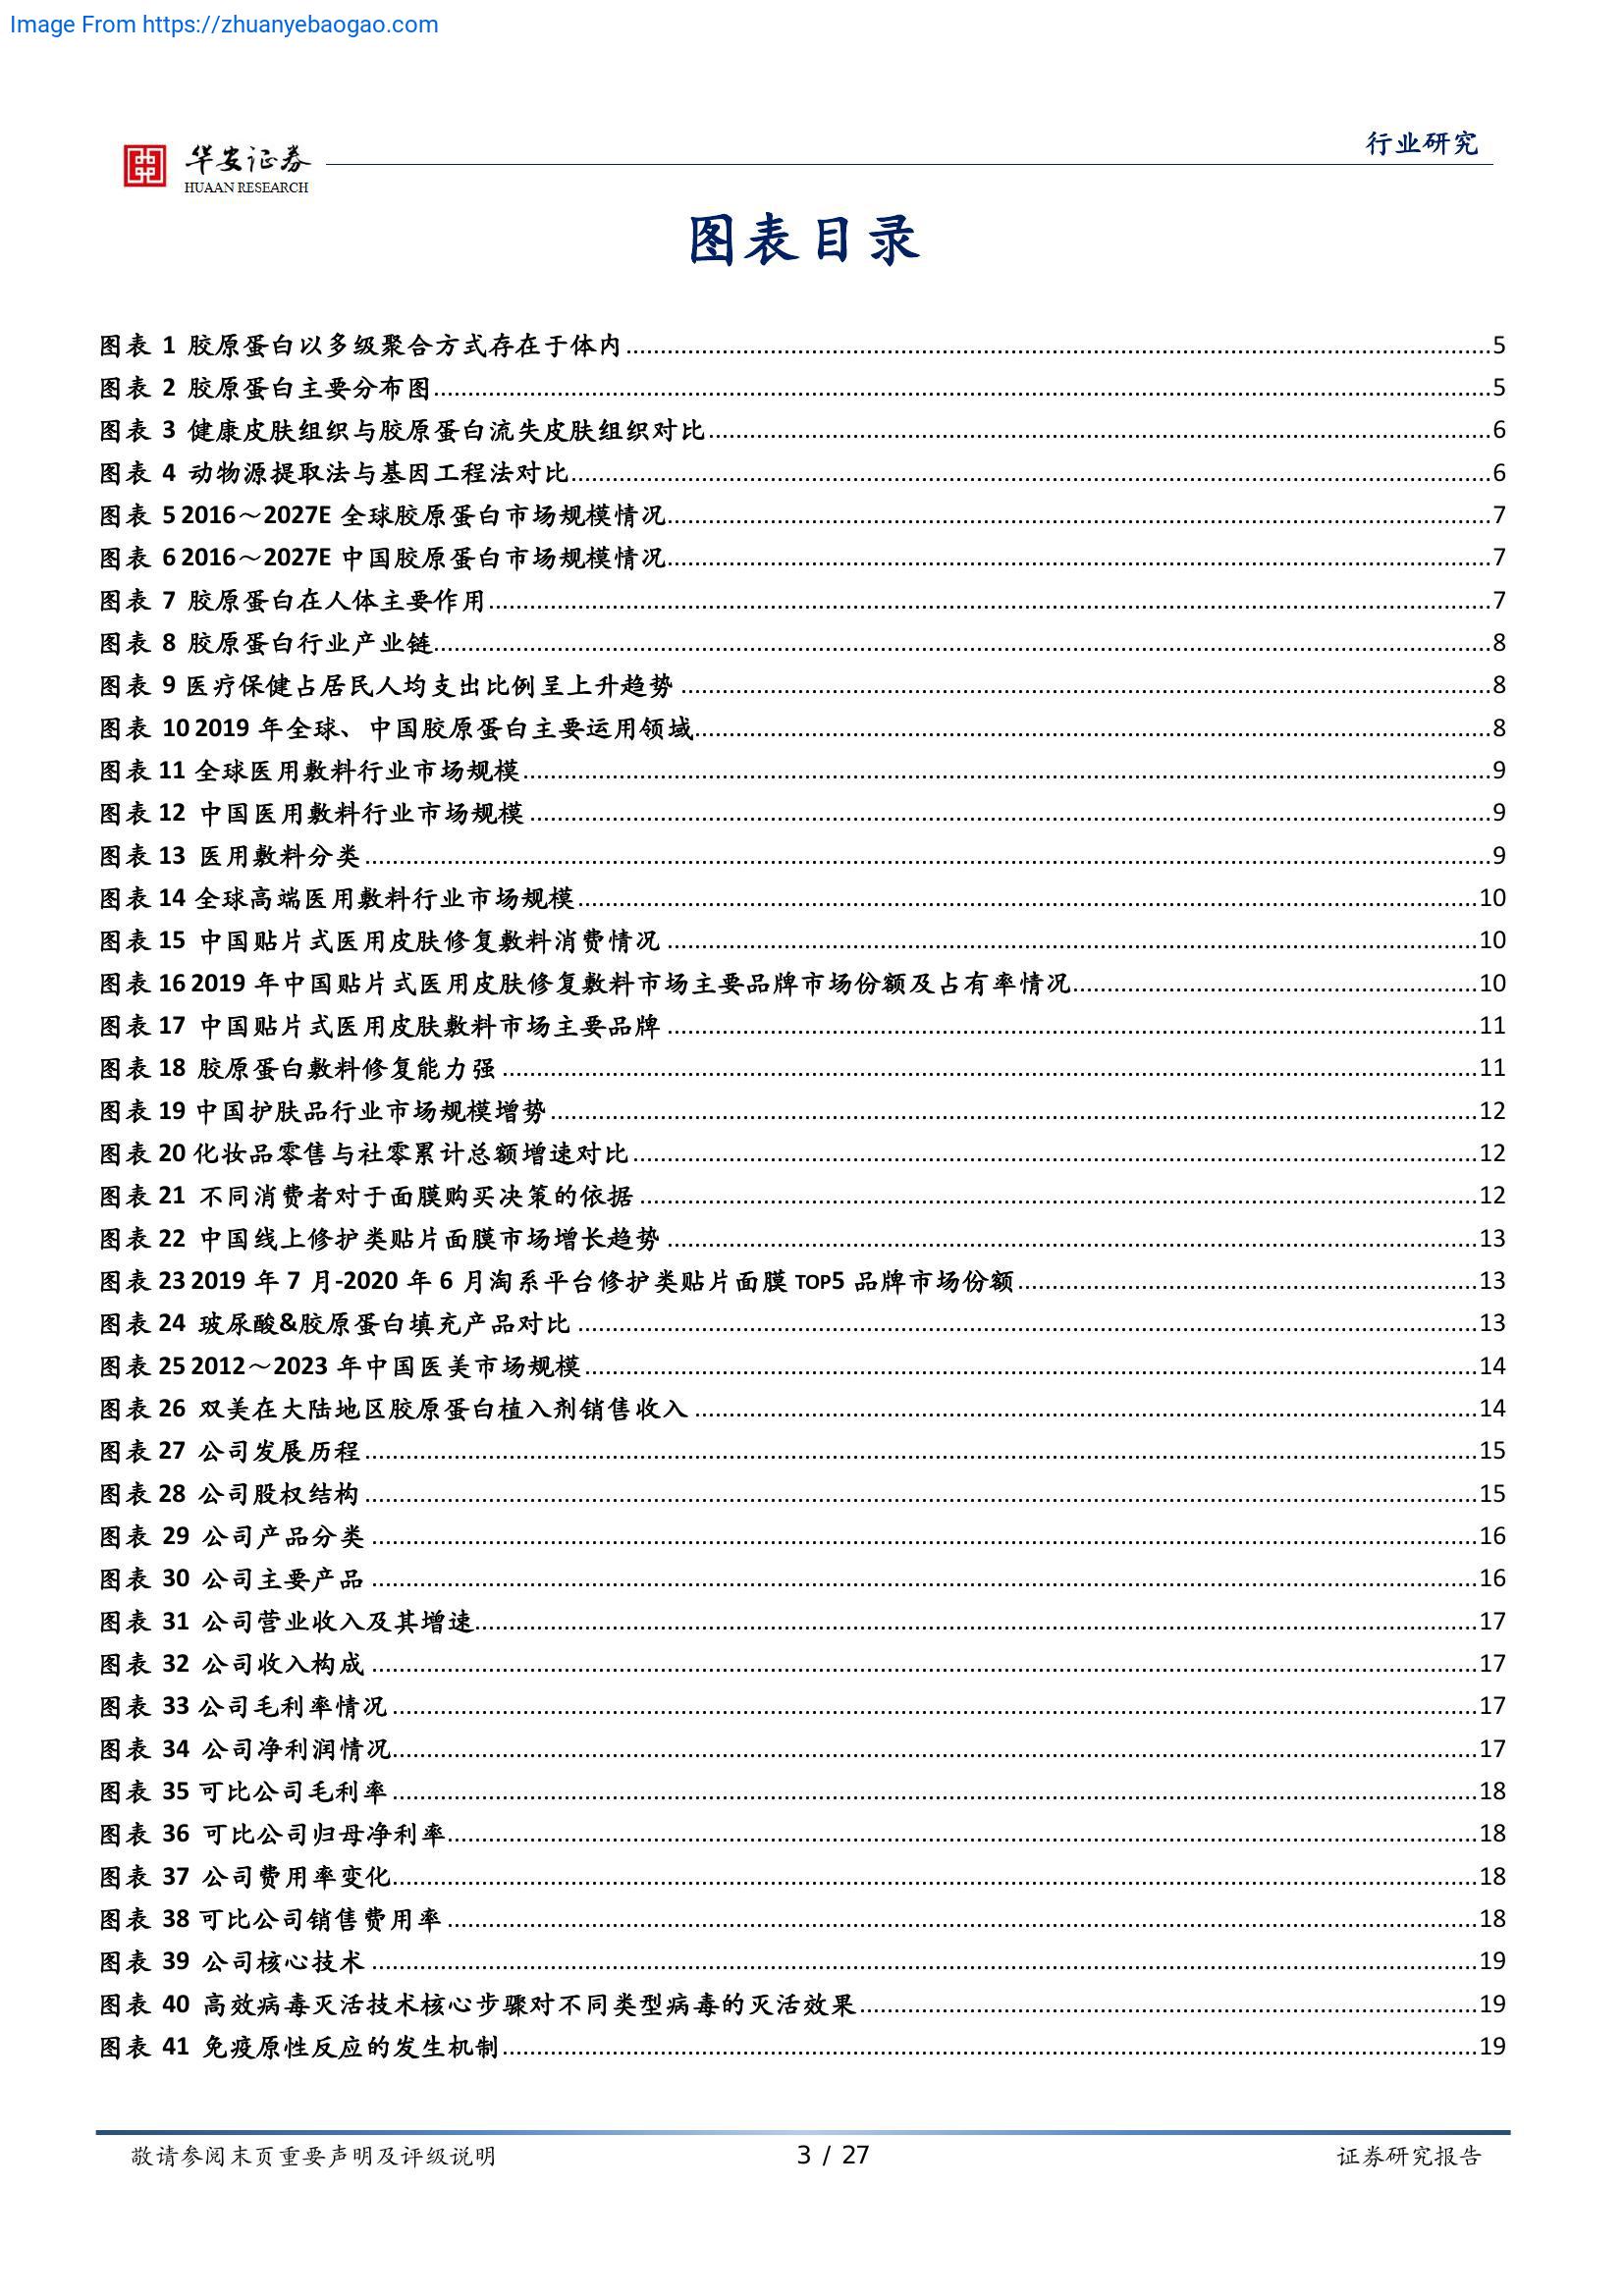 Image From https://zhuanyebaogao.com
华安证券
HUAAN RESEARCH
行业研究
图表目录
图表 1 胶原蛋白以多级聚合方式存在于体内 5
图表 2 胶原蛋白主要分布图 5
图表 3 健康皮肤组织与胶原蛋白流失皮肤组织对比 6
图表 4 动物源提取法与基因工程法对比 6
图表 5 2016～2027E 全球胶原蛋白市场规模情况 7
图表 6 2016～2027E 中国胶原蛋白市场规模情况 7
图表 7 胶原蛋白在人体主要作用 7
图表 8 胶原蛋白行业产业链 8
图表 9 医疗保健占居民人均支出比例呈上升趋势 8
图表 10 2019 年全球、中国胶原蛋白主要运用领域 8
图表 11 全球医用敷料行业市场规模 9
图表 12 中国医用敷料行业市场规模 9
图表 13 医用敷料分类 9
图表 14 全球高端医用敷料行业市场规模 10
图表 15 中国贴片式医用皮肤修复敷料消费情况 10
图表 16 2019 年中国贴片式医用皮肤修复敷料市场主要品牌市场份额及占有率情况 10
图表 17 中国贴片式医用皮肤敷料市场主要品牌 11
图表 18 胶原蛋白敷料修复能力强 11
图表 19 中国护肤品行业市场规模增势 12
图表 20 化妆品零售与社零累计总额增速对比 12
图表 21 不同消费者对于面膜购买决策的依据 12
图表 22 中国线上修护类贴片面膜市场增长趋势 13
图表 23 2019 年 7 月-2020 年 6 月淘系平台修护类贴片面膜 TOP5 品牌市场份额 13
图表 24 玻尿酸&胶原蛋白填充产品对比 13
图表 25 2012～2023 年中国医美市场规模 14
图表 26 双美在大陆地区胶原蛋白植入剂销售收入 14
图表 27 公司发展历程 15
图表 28 公司股权结构 15
图表 29 公司产品分类 16
图表 30 公司主要产品 16
图表 31 公司营业收入及其增速 17
图表 32 公司收入构成 17
图表 33 公司毛利率情况 17
图表 34 公司净利润情况 17
图表 35 可比公司毛利率 18
图表 36 可比公司归母净利率 18
图表 37 公司费用率变化 18
图表 38 可比公司销售费用率 18
图表 39 公司核心技术 19
图表 40 高效病毒灭活技术核心步骤对不同类型病毒的灭活效果 19
图表 41 免疫原性反应的发生机制 19
敬请参阅末页重要声明及评级说明
3 / 27
证券研究报告